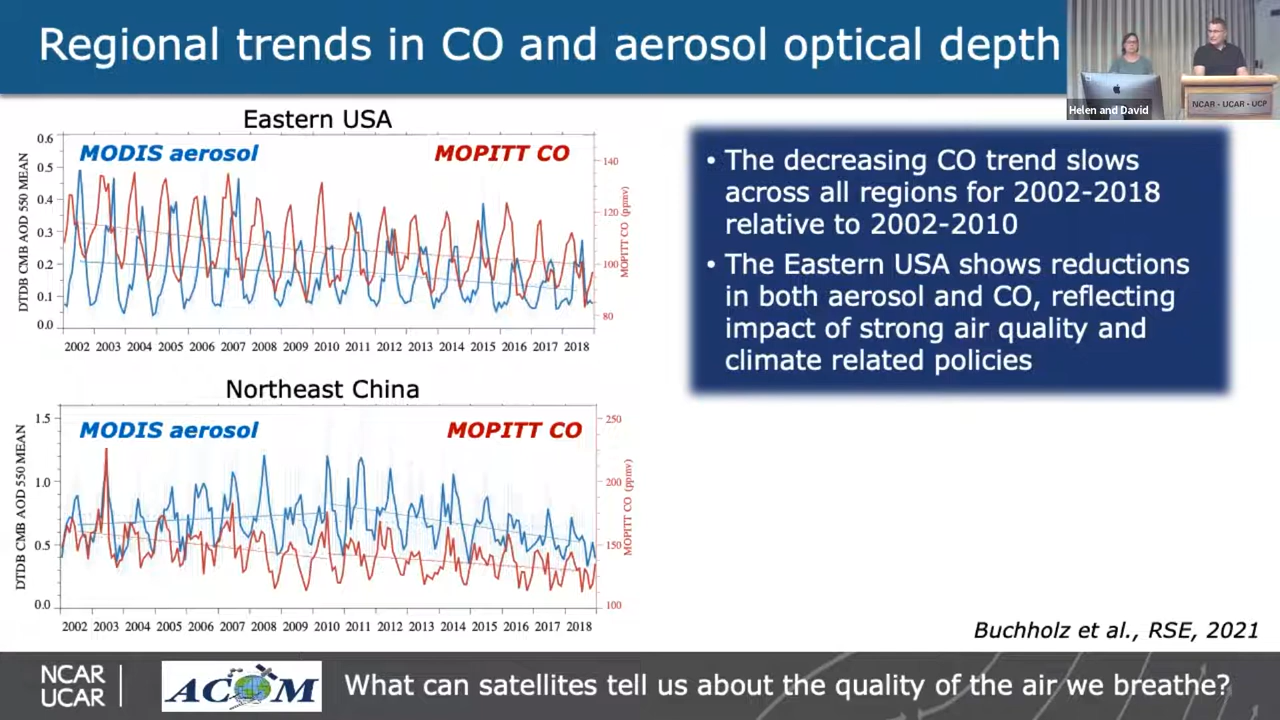 Regional trends in CO and aerosol optical depth
Helen and David
NCAR - UCAR - UCP
Eastern USA
MODIS aerosol
MOPITT CO
DTDB CMB AOD 550 MEAN
0.6
0.5
0.4
0.3
0.2
0.1
0.0
140
120
100
80
MOPITT CO (ppmv)
2002 2003 2004 2005 2006 2007 2008 2009 2010 2011 2012 2013 2014 2015 2016 2017 2018
Northeast China
MODIS aerosol
MOPITT CO
DTDB CMB AOD 550 MEAN
1.5
1.0
0.5
0.0
250
200
150
100
MOPITT CO (ppmv)
2002 2003 2004 2005 2006 2007 2008 2009 2010 2011 2012 2013 2014 2015 2016 2017 2018
• The decreasing CO trend slows
across all regions for 2002-2018
relative to 2002-2010
• The Eastern USA shows reductions
in both aerosol and CO, reflecting
impact of strong air quality and
climate related policies
Buchholz et al., RSE, 2021
NCAR
UCAR
ACOM
What can satellites tell us about the quality of the air we breathe?